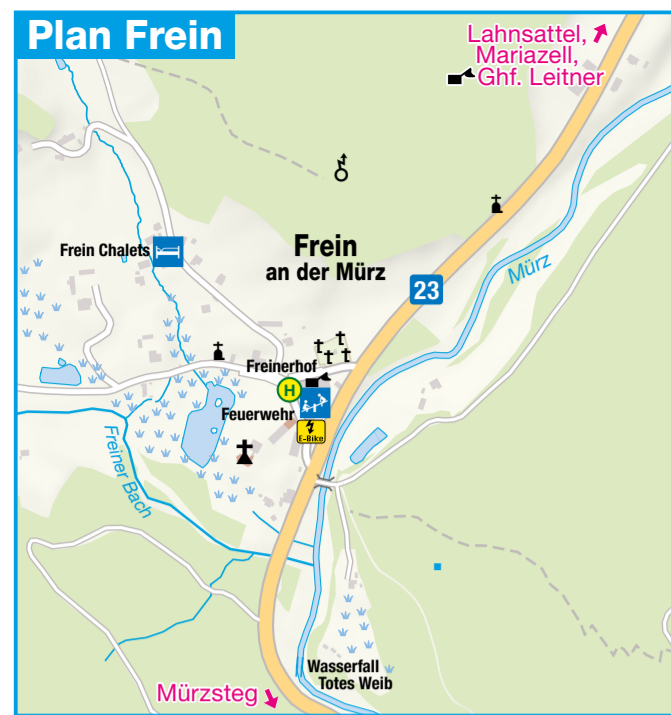 Plan Frein
Lahnsattel,
Mariazell,
Ghf. Leitner
Frein Chalets
Frein
an der Mürz
23
Mürz
Freinerhof
H
Feuerwehr
E-Bike
Freiner Bach
Wasserfall
Totes Weib
Mürzsteg